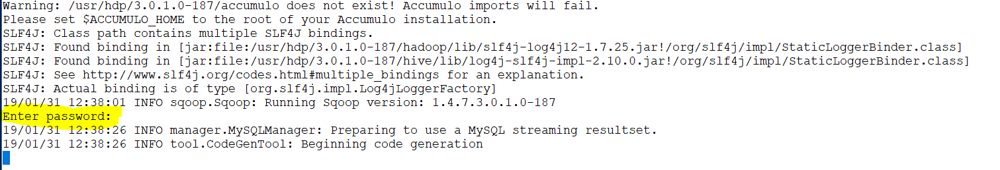 Warning: /usr/hdp/3.0.1.0-187/accumulo does not exist! Accumulo imports will fail.
Please set $ACCUMULO_HOME to the root of your Accumulo installation.
SLF4J: Class path contains multiple SLF4J bindings.
SLF4J: Found binding in [jar:file:/usr/hdp/3.0.1.0-187/hadoop/lib/slf4j-log4j12-1.7.25.jar!/org/slf4j/impl/StaticLoggerBinder.class]
SLF4J: Found binding in [jar:file:/usr/hdp/3.0.1.0-187/hive/lib/log4j-slf4j-impl-2.10.0.jar!/org/slf4j/impl/StaticLoggerBinder.class]
SLF4J: See http://www.slf4j.org/codes.html#multiple_bindings for an explanation.
SLF4J: Actual binding is of type [org.slf4j.impl.Log4jLoggerFactory]
19/01/31 12:38:01 INFO sqoop.Sqoop: Running Sqoop version: 1.4.7.3.0.1.0-187
Enter password:
19/01/31 12:38:26 INFO manager.MySQLManager: Preparing to use a MySQL streaming resultset.
19/01/31 12:38:26 INFO tool.CodeGenTool: Beginning code generation